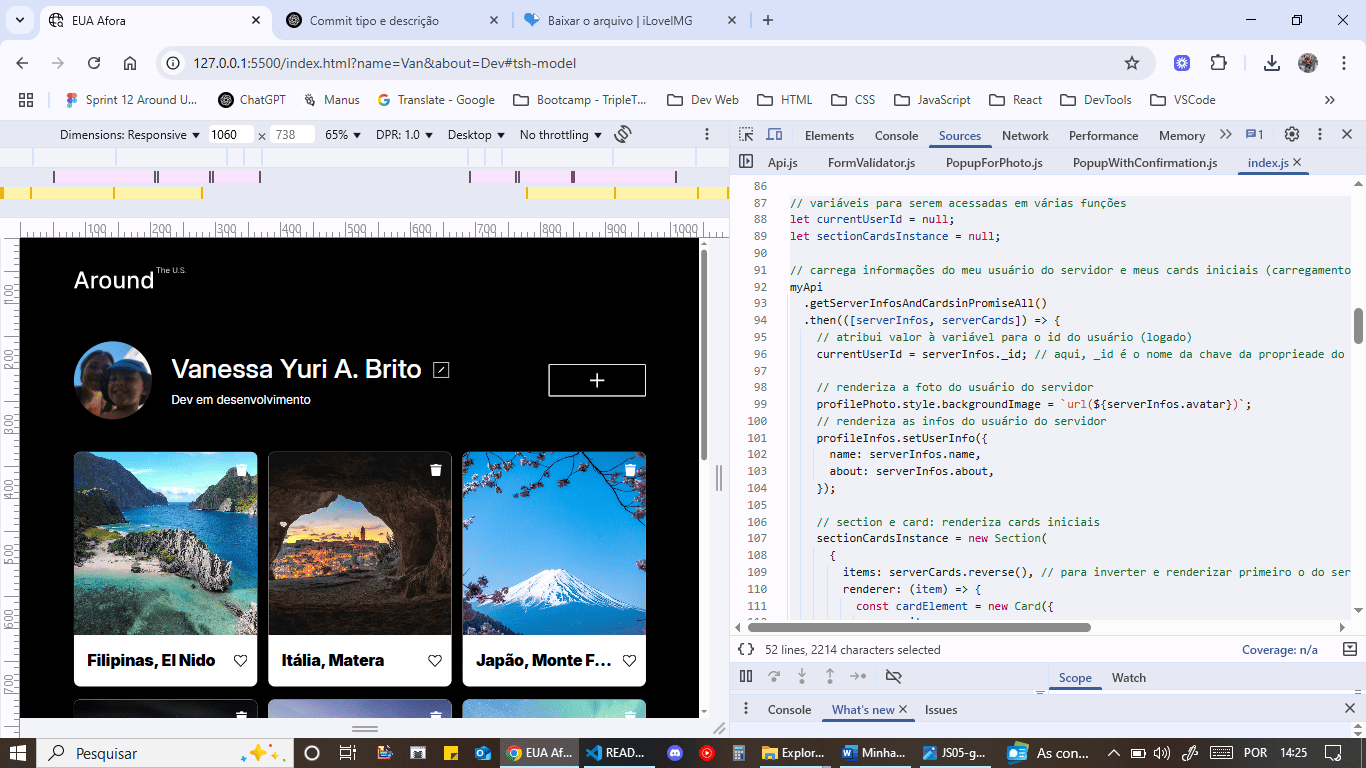 EUA Afora
Commit tipo e descrição
Baixar o arquivo | iLoveIMG
127.0.0.1:5500/index.html?name=Van&about=Dev#tsh-model
Sprint 12 Around U...
ChatGPT
Manus
Translate - Google
Bootcamp - TripleT...
Dev Web
HTML
CSS
JavaScript
React
DevTools
VSCode
Dimensions: Responsive
1060
×
738
65%
DPR: 1.0
Desktop
No throttling
Elements
Console
Sources
Network
Performance
Memory
1
Api.js
FormValidator.js
PopupForPhoto.js
PopupWithConfirmation.js
index.js
100 200 300 400 500 600 700 800 900 1000
100
200
300
400
500
600
700
Around The U.S.
Vanessa Yuri A. Brito
Dev em desenvolvimento
Filipinas, El Nido
Itália, Matera
Japão, Monte F...
86
87 // variáveis para serem acessadas em várias funções
88 let currentUserId = null;
89 let sectionCardsInstance = null;
90
91 // carrega informações do meu usuário do servidor e meus cards iniciais (carregamento
92 myApi
93 .getServerInfosAndCardsinPromiseAll()
94 .then(([serverInfos, serverCards]) => {
95 // atribui valor à variável para o id do usuário (logado)
96 currentUserId = serverInfos._id; // aqui, _id é o nome da chave da proprieade do
97
98 // renderiza a foto do usuário do servidor
99 profilePhoto.style.backgroundImage = `url(${serverInfos.avatar})`;
100 // renderiza as infos do usuário do servidor
101 profileInfos.setUserInfo({
102 name: serverInfos.name,
103 about: serverInfos.about,
104 });
105
106 // section e card: renderiza cards iniciais
107 sectionCardsInstance = new Section(
108 {
109 items: serverCards.reverse(), // para inverter e renderizar primeiro o do ser
110 renderer: (item) => {
111 const cardElement = new Card({
52 lines, 2214 characters selected
Coverage: n/a
Scope
Watch
Console
What's new
Issues
Pesquisar
EUA Afo...
READ...
Explor...
Minha...
JS05-g...
As con...
POR
14:25